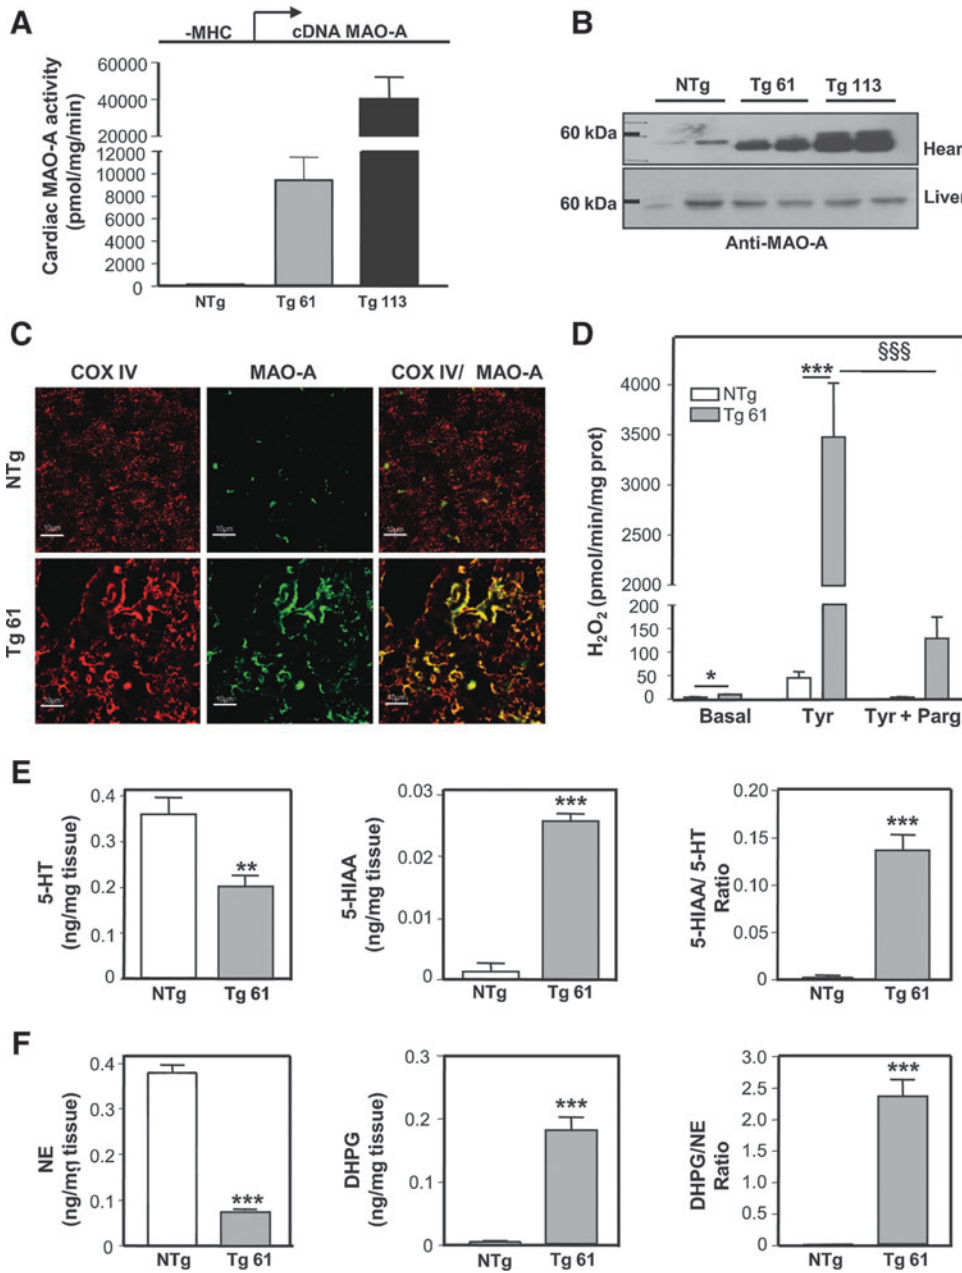 A
-MHC
cDNA MAO-A
Cardiac MAO-A activity
(pmol/mg/min)
60000
40000
20000
12000
10000
8000
6000
4000
2000
0
NTg
Tg 61
Tg 113
B
NTg
Tg 61
Tg 113
60 kDa
Hear
60 kDa
Liver
Anti-MAO-A
C
COX IV
MAO-A
COX IV/ MAO-A
NTg
10µm
10µm
10µm
Tg 61
10µm
10µm
10µm
D
H2O2 (pmol/min/mg prot)
§§§
***
NTg
Tg 61
4000
3500
3000
2500
2000
200
150
100
50
0
*
Basal
Tyr
Tyr + Parg
E
5-HT
(ng/mg tissue)
0.4
0.3
0.2
0.1
0
**
NTg
Tg 61
5-HIAA
(ng/mg tissue)
0.03
0.02
0.01
0
***
NTg
Tg 61
5-HIAA/ 5-HT
Ratio
0.20
0.15
0.10
0.05
0
***
NTg
Tg 61
F
NE
(ng/mg tissue)
0.4
0.3
0.2
0.1
0
***
NTg
Tg 61
DHPG
(ng/mg tissue)
0.3
0.2
0.1
0
***
NTg
Tg 61
DHPG/NE
Ratio
3.0
2.5
2.0
1.5
1.0
0.5
0
***
NTg
Tg 61